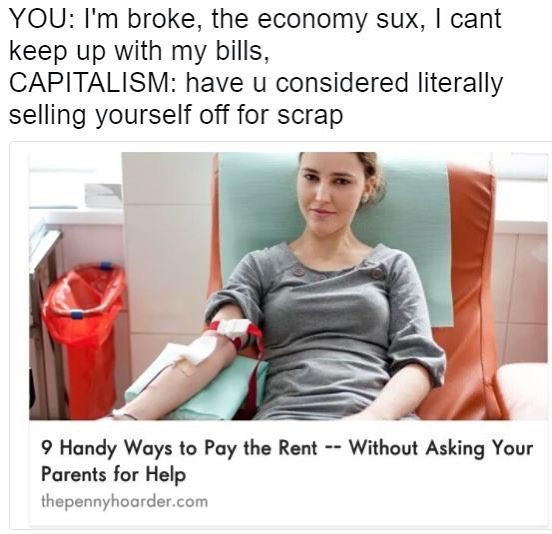 YOU: I'm broke, the economy sux, I cant
keep up with my bills,
CAPITALISM: have u considered literally
selling yourself off for scrap
9 Handy Ways to Pay the Rent -- Without Asking Your
Parents for Help
thepennyhoarder.com